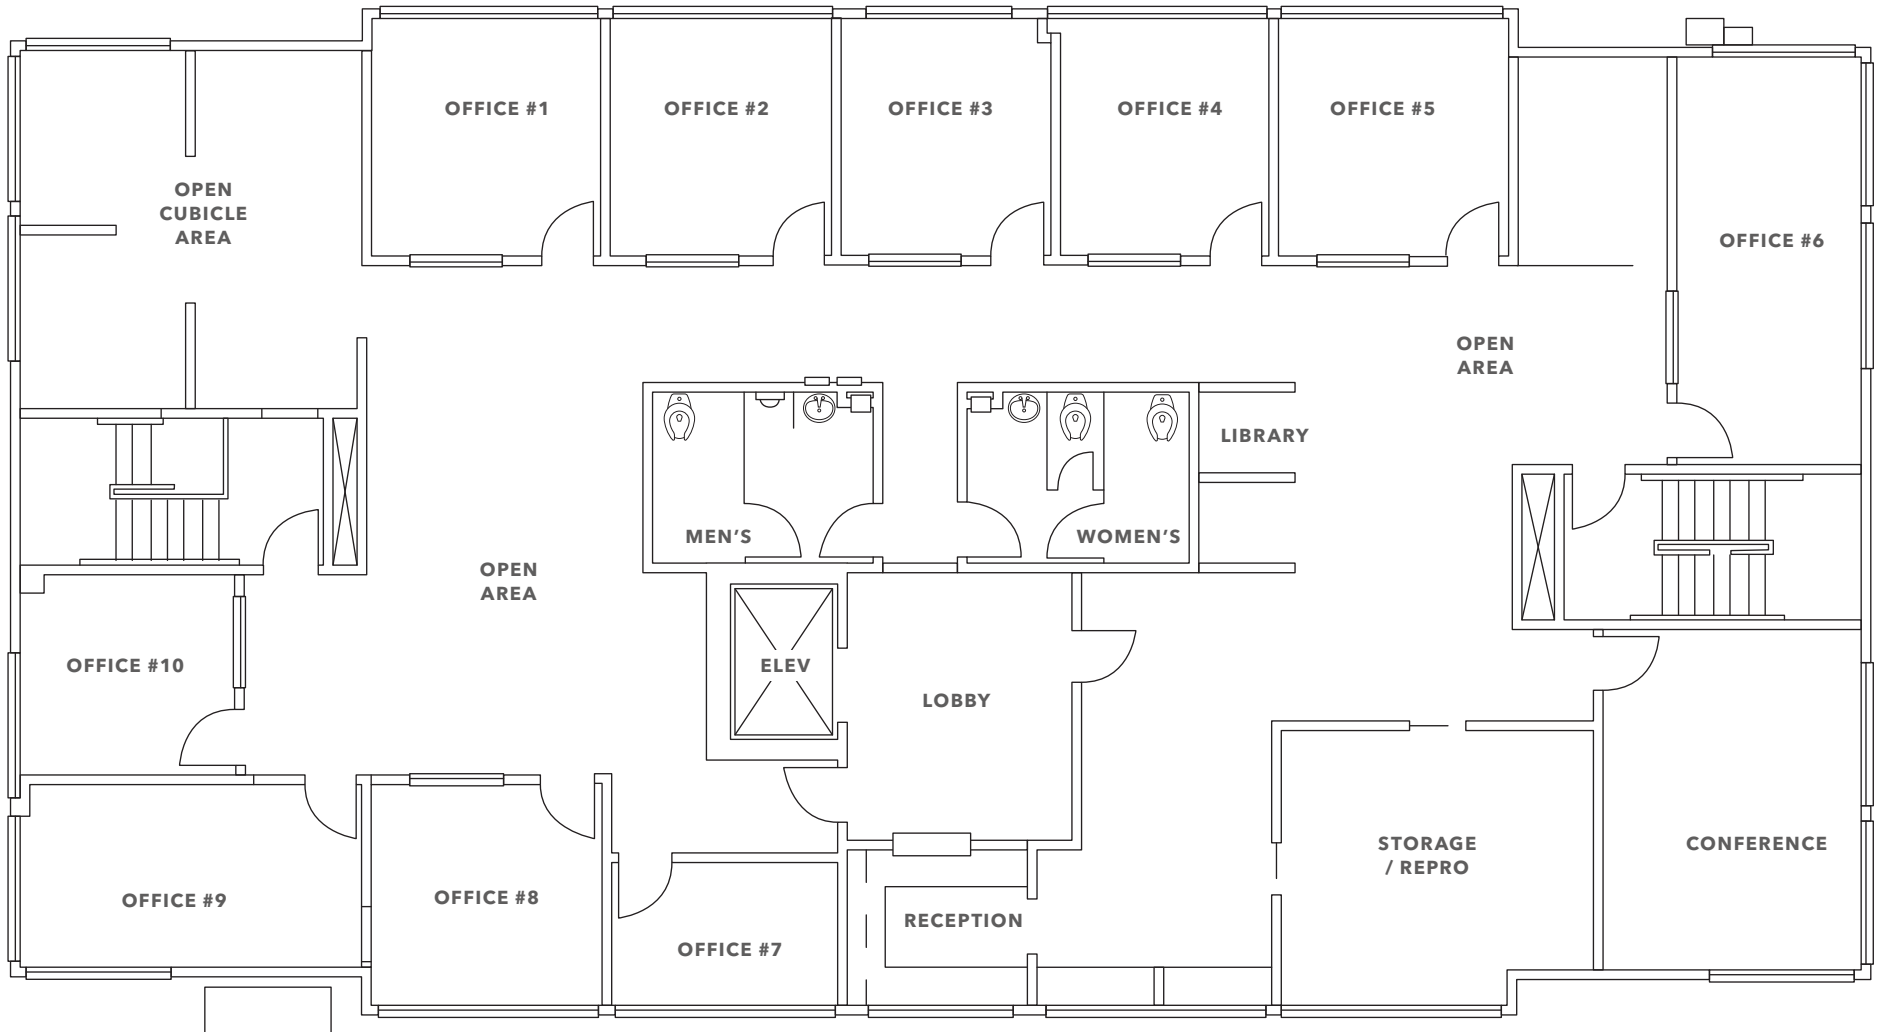 OFFICE #1
OFFICE #2
OFFICE #3
OFFICE #4
OFFICE #5
OPEN
CUBICLE
AREA
OFFICE #6
OPEN
AREA
LIBRARY
MEN'S
WOMEN'S
OPEN
AREA
OFFICE #10
ELEV
LOBBY
STORAGE
/ REPRO
CONFERENCE
OFFICE #9
OFFICE #8
RECEPTION
OFFICE #7